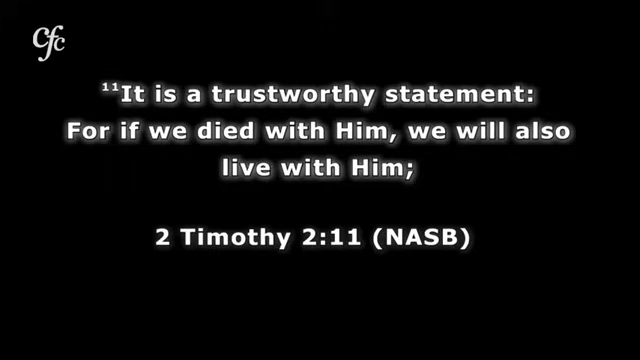 cfc
¹¹It is a trustworthy statement:
For if we died with Him, we will also
live with Him;
2 Timothy 2:11 (NASB)